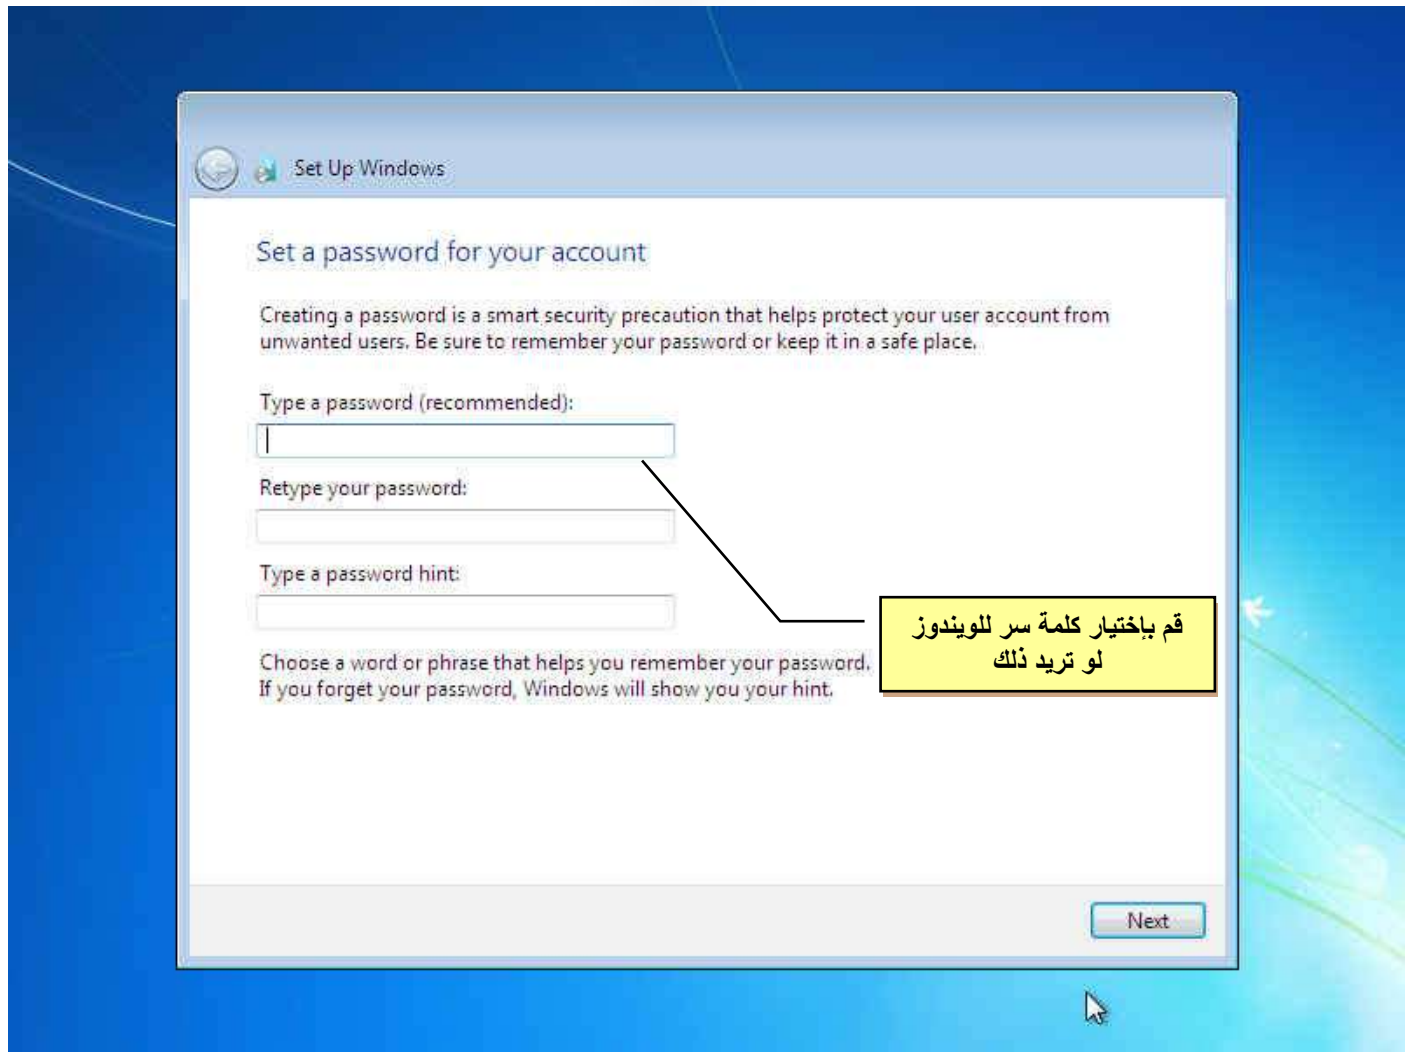 Set Up Windows
Set a password for your account
Creating a password is a smart security precaution that helps protect your user account from
unwanted users. Be sure to remember your password or keep it in a safe place.
Type a password (recommended):
Retype your password:
Type a password hint:
قم بإختيار كلمة سر للويندوز
لو تريد ذلك
Choose a word or phrase that helps you remember your password.
If you forget your password, Windows will show you your hint.
Next